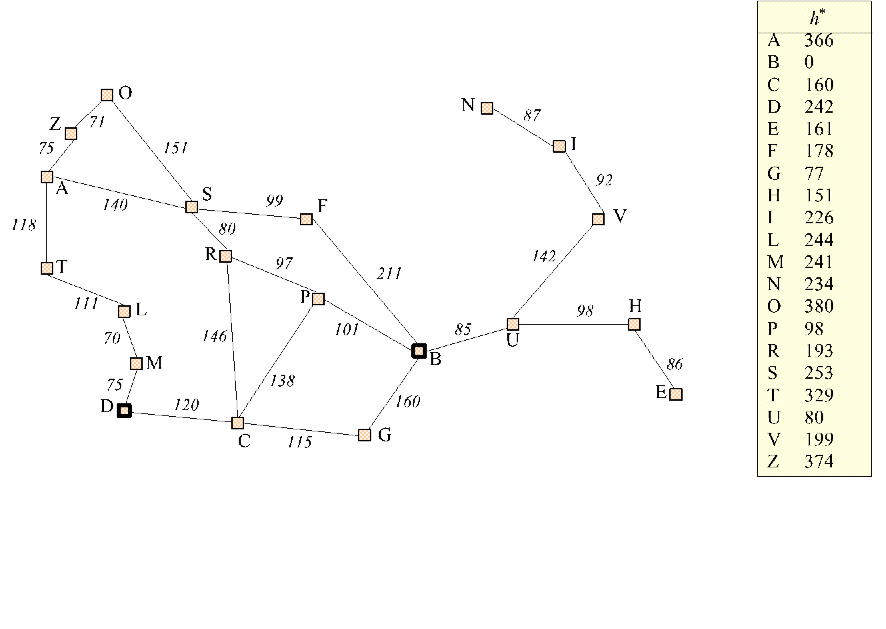 h*
A 366
B 0
C 160
D 242
E 161
F 178
G 77
H 151
I 226
L 244
M 241
N 234
O 380
P 98
R 193
S 253
T 329
U 80
V 199
Z 374
O
N
87
Z
71
I
75
151
92
A
S
99
F
V
140
118
80
R
97
142
211
T
P
H
111
L
98
101
85
U
146
70
B
M
86
138
75
E
D
120
160
C
115
G